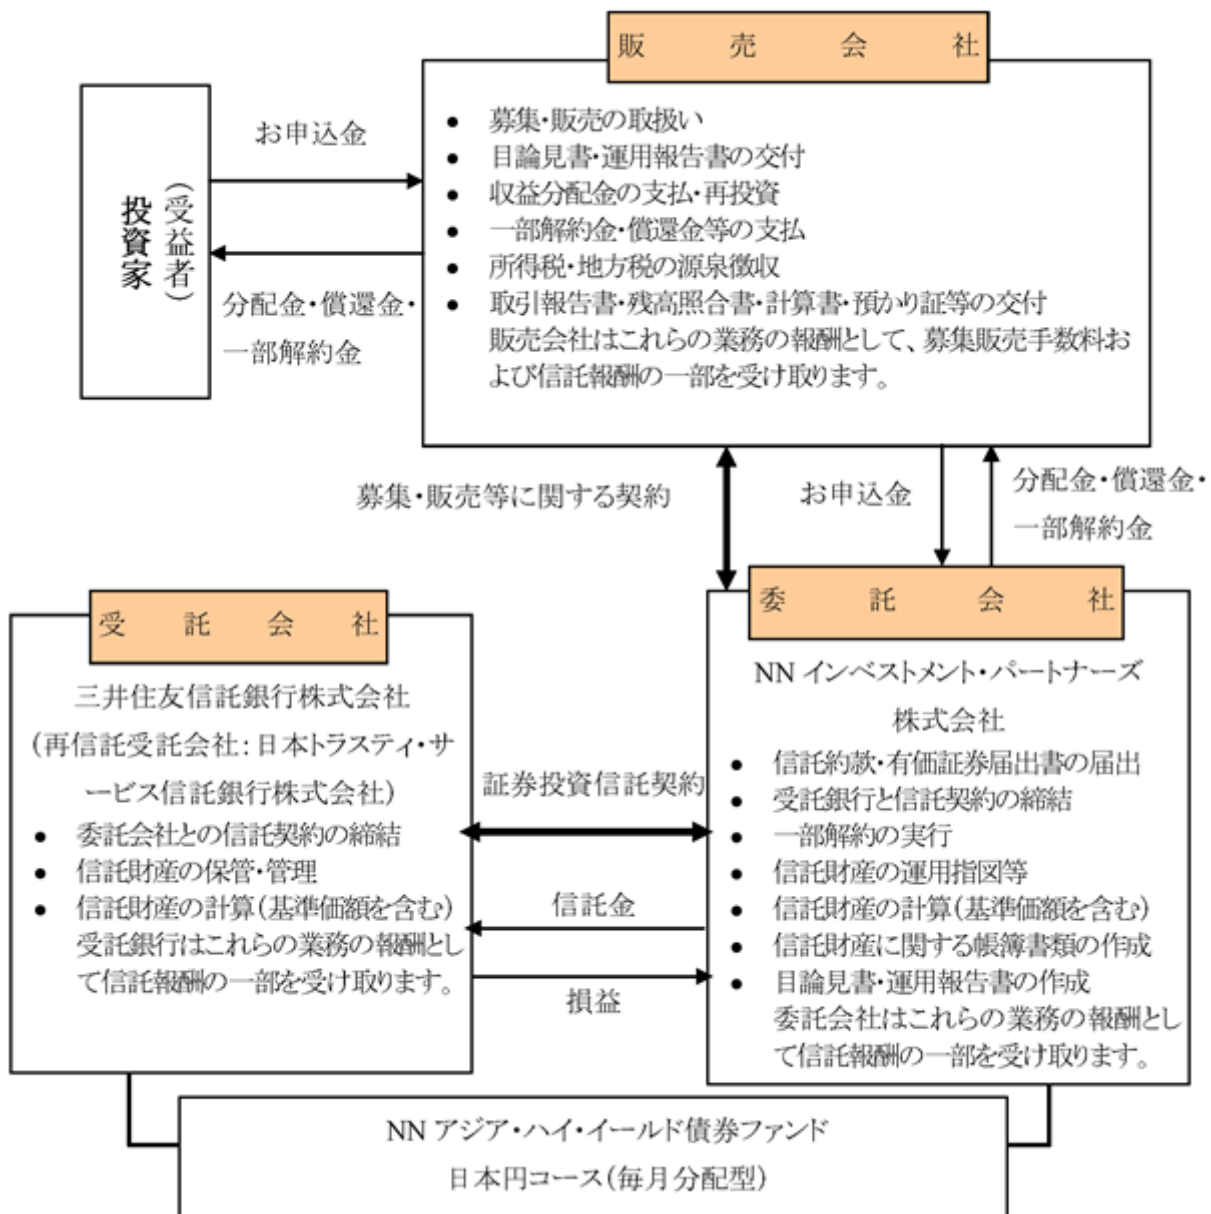 販売会社
投資家
(受益者)
お申込金
分配金・償還金・
一部解約金
● 募集・販売の取扱い
● 目論見書・運用報告書の交付
● 収益分配金の支払・再投資
● 一部解約金・償還金等の支払
● 所得税・地方税の源泉徴収
● 取引報告書・残高照合書・計算書・預かり証等の交付
販売会社はこれらの業務の報酬として、募集販売手数料お
よび信託報酬の一部を受け取ります。
募集・販売等に関する契約
お申込金
分配金・償還金・
一部解約金
受託会社
三井住友信託銀行株式会社
(再信託受託会社:日本トラスティ・サ
ービス信託銀行株式会社)
● 委託会社との信託契約の締結
● 信託財産の保管・管理
● 信託財産の計算(基準価額を含む)
受託銀行はこれらの業務の報酬とし
て信託報酬の一部を受け取ります。
証券投資信託契約
信託金
損益
委託会社
NN インベストメント・パートナーズ
株式会社
● 信託約款・有価証券届出書の届出
● 受託銀行と信託契約の締結
● 一部解約の実行
● 信託財産の運用指図等
● 信託財産の計算(基準価額を含む)
● 信託財産に関する帳簿書類の作成
● 目論見書・運用報告書の作成
委託会社はこれらの業務の報酬とし
て信託報酬の一部を受け取ります。
NN アジア・ハイ・イールド債券ファンド
日本円コース(毎月分配型)